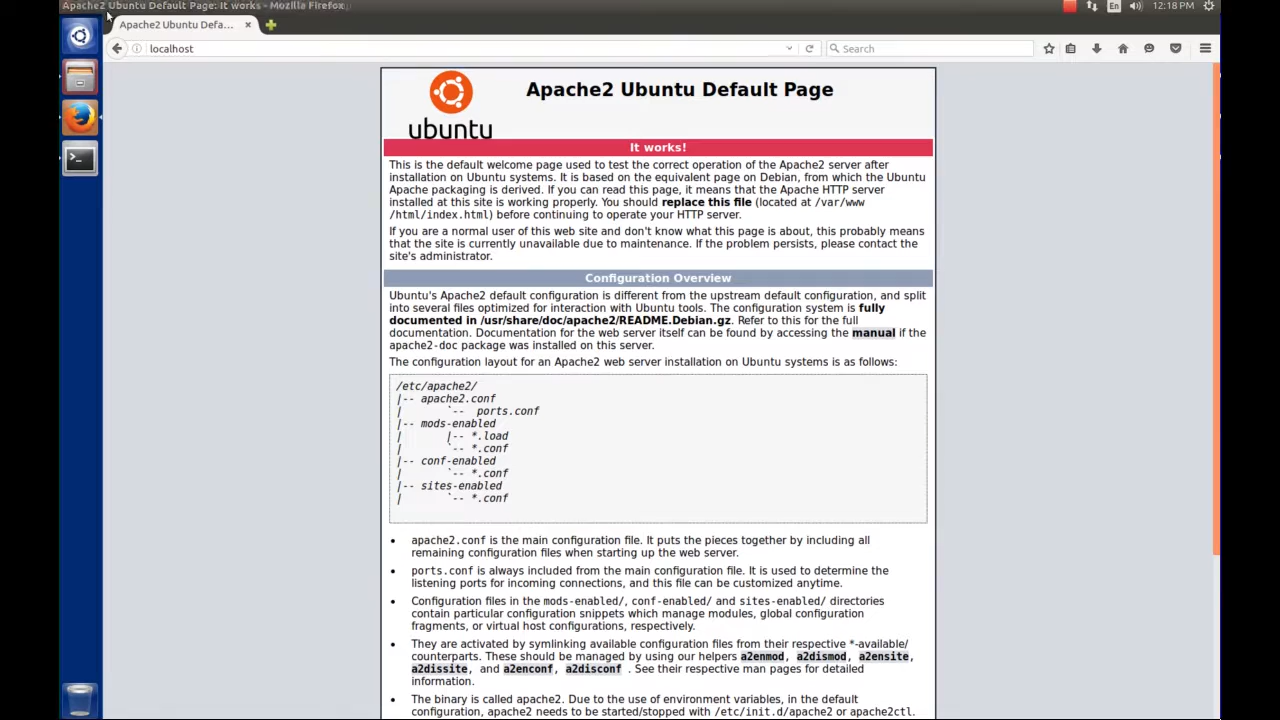 Apache2 Ubuntu Default Page: It works - Mozilla Firefox
En
12:18 PM
Apache2 Ubuntu Defa...
localhost
Search
Apache2 Ubuntu Default Page
ubuntu
It works!
This is the default welcome page used to test the correct operation of the Apache2 server after
installation on Ubuntu systems. It is based on the equivalent page on Debian, from which the Ubuntu
Apache packaging is derived. If you can read this page, it means that the Apache HTTP server
installed at this site is working properly. You should replace this file (located at /var/www
/html/index.html) before continuing to operate your HTTP server.
If you are a normal user of this web site and don't know what this page is about, this probably means
that the site is currently unavailable due to maintenance. If the problem persists, please contact the
site's administrator.
Configuration Overview
Ubuntu's Apache2 default configuration is different from the upstream default configuration, and split
into several files optimized for interaction with Ubuntu tools. The configuration system is fully
documented in /usr/share/doc/apache2/README.Debian.gz. Refer to this for the full
documentation. Documentation for the web server itself can be found by accessing the manual if the
apache2-doc package was installed on this server.
The configuration layout for an Apache2 web server installation on Ubuntu systems is as follows:
/etc/apache2/
|-- apache2.conf
|       `--  ports.conf
|-- mods-enabled
|       |-- *.load
|       `-- *.conf
|-- conf-enabled
|       `-- *.conf
|-- sites-enabled
|       `-- *.conf
• apache2.conf is the main configuration file. It puts the pieces together by including all
remaining configuration files when starting up the web server.
• ports.conf is always included from the main configuration file. It is used to determine the
listening ports for incoming connections, and this file can be customized anytime.
• Configuration files in the mods-enabled/, conf-enabled/ and sites-enabled/ directories
contain particular configuration snippets which manage modules, global configuration
fragments, or virtual host configurations, respectively.
• They are activated by symlinking available configuration files from their respective *-available/
counterparts. These should be managed by using our helpers a2enmod, a2dismod, a2ensite,
a2dissite, and a2enconf, a2disconf . See their respective man pages for detailed
information.
• The binary is called apache2. Due to the use of environment variables, in the default
configuration, apache2 needs to be started/stopped with /etc/init.d/apache2 or apache2ctl.